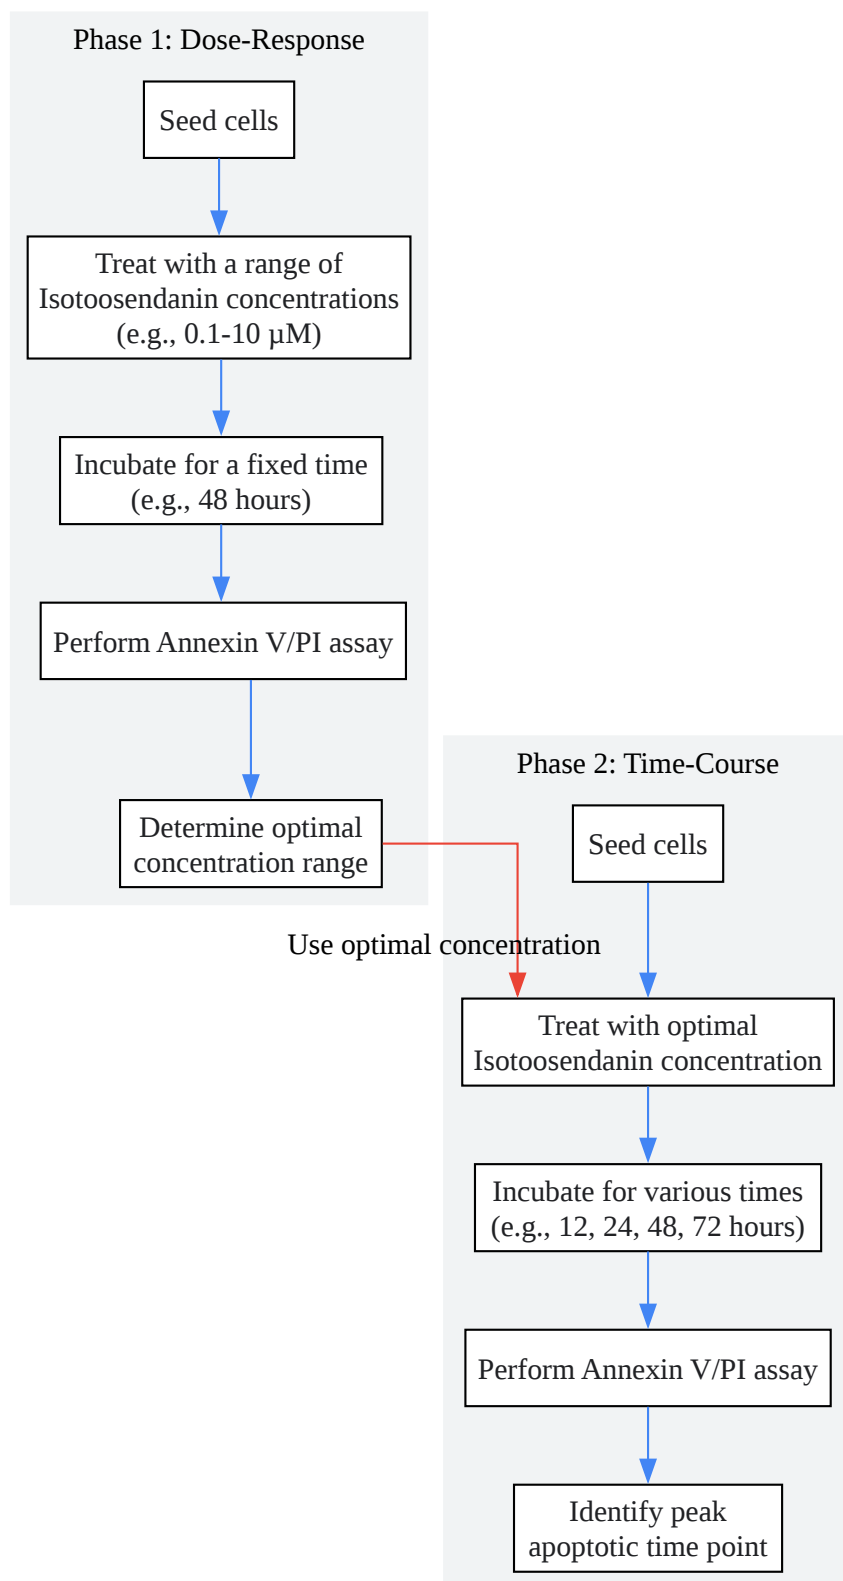 Phase 1: Dose-Response
Seed cells
Treat with a range of
Isotoosendanin concentrations
(e.g., 0.1-10 µM)
Incubate for a fixed time
(e.g., 48 hours)
Perform Annexin V/PI assay
Determine optimal
concentration range
Use optimal concentration
Phase 2: Time-Course
Seed cells
Treat with optimal
Isotoosendanin concentration
Incubate for various times
(e.g., 12, 24, 48, 72 hours)
Perform Annexin V/PI assay
Identify peak
apoptotic time point